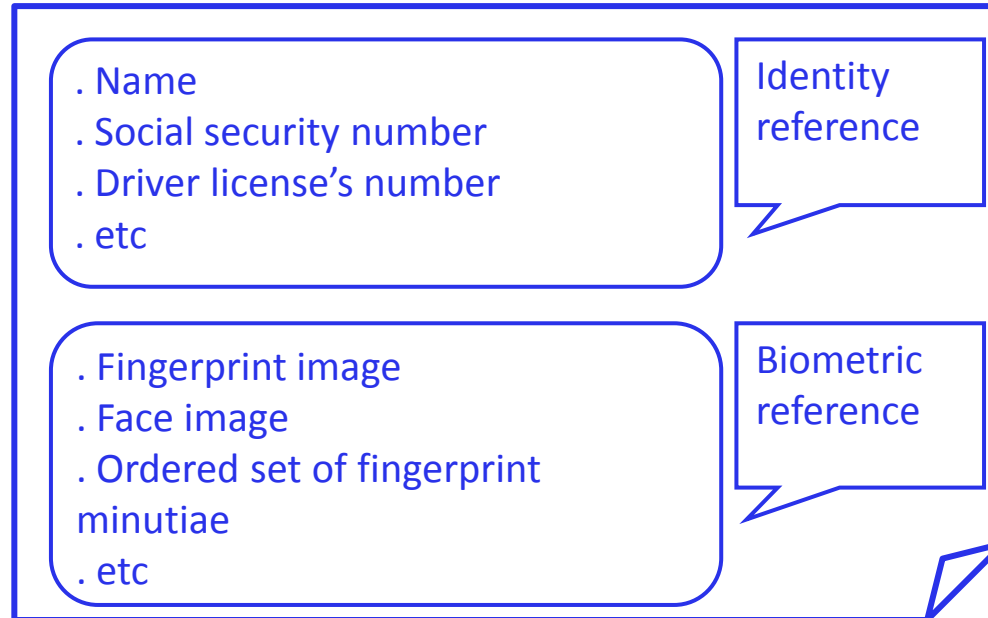 . Name
. Social security number
. Driver license’s number
. etc
Identity
reference
. Fingerprint image
. Face image
. Ordered set of fingerprint
minutiae
. etc
Biometric
reference